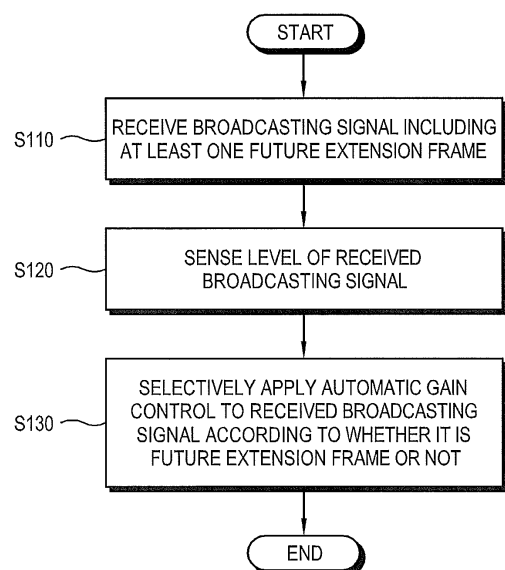 START
S110
RECEIVE BROADCASTING SIGNAL INCLUDING
AT LEAST ONE FUTURE EXTENSION FRAME
S120
SENSE LEVEL OF RECEIVED
BROADCASTING SIGNAL
S130
SELECTIVELY APPLY AUTOMATIC GAIN
CONTROL TO RECEIVED BROADCASTING
SIGNAL ACCORDING TO WHETHER IT IS
FUTURE EXTENSION FRAME OR NOT
END